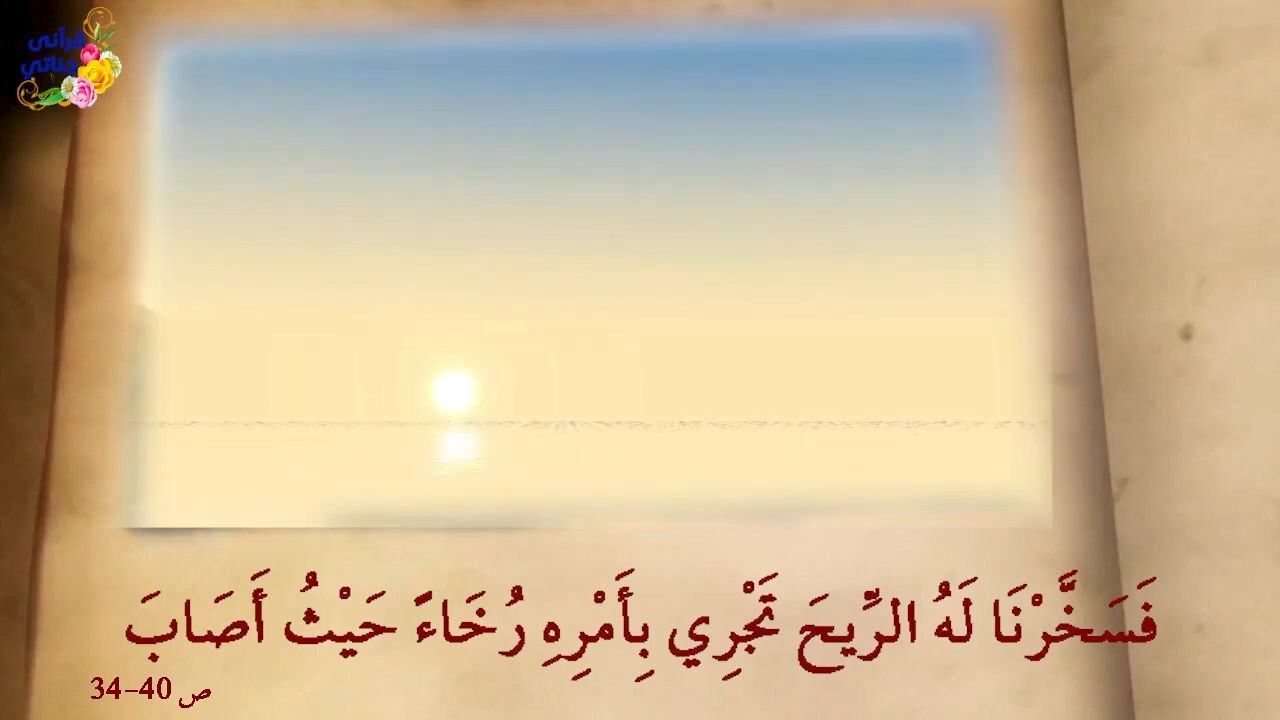 قرآني
جناتي
فَسَخَّرْنَا لَهُ الرِّيحَ تَجْرِي بِأَمْرِهِ رُخَاءً حَيْثُ أَصَابَ
ص 40-34